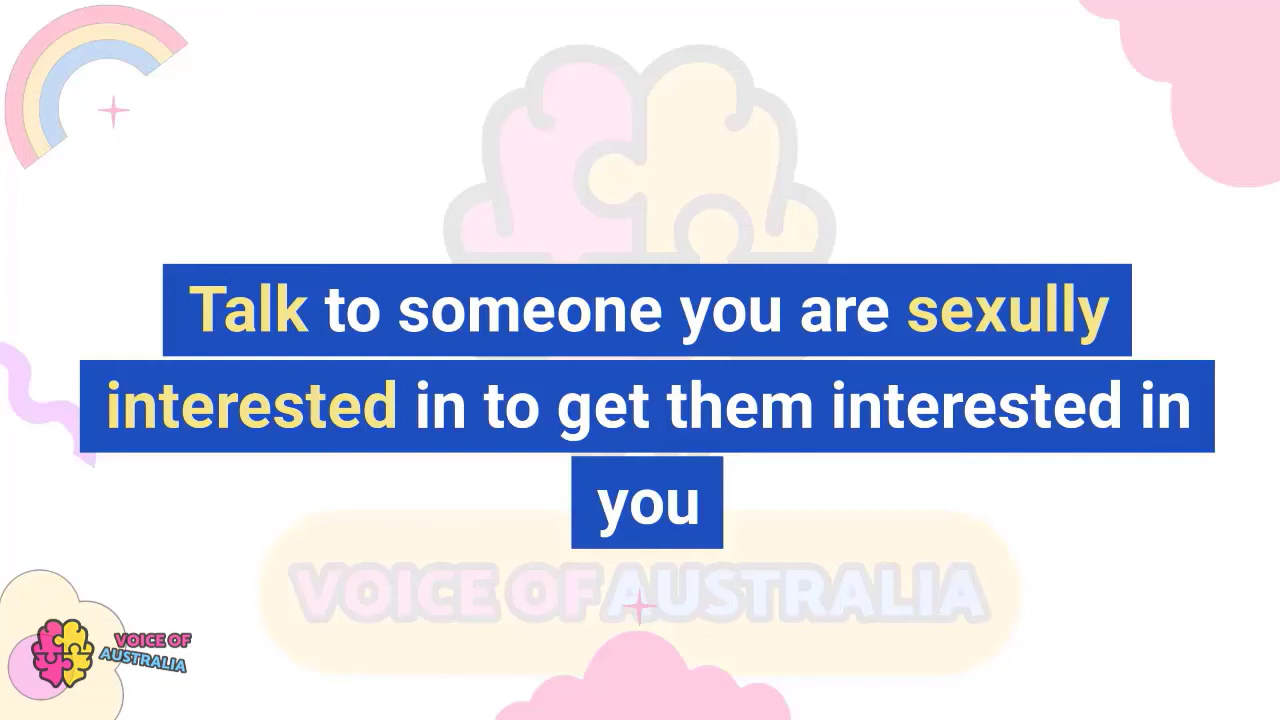 Talk to someone you are sexully
interested in to get them interested in
you
VOICE OF AUSTRALIA
VOICE OF
AUSTRALIA